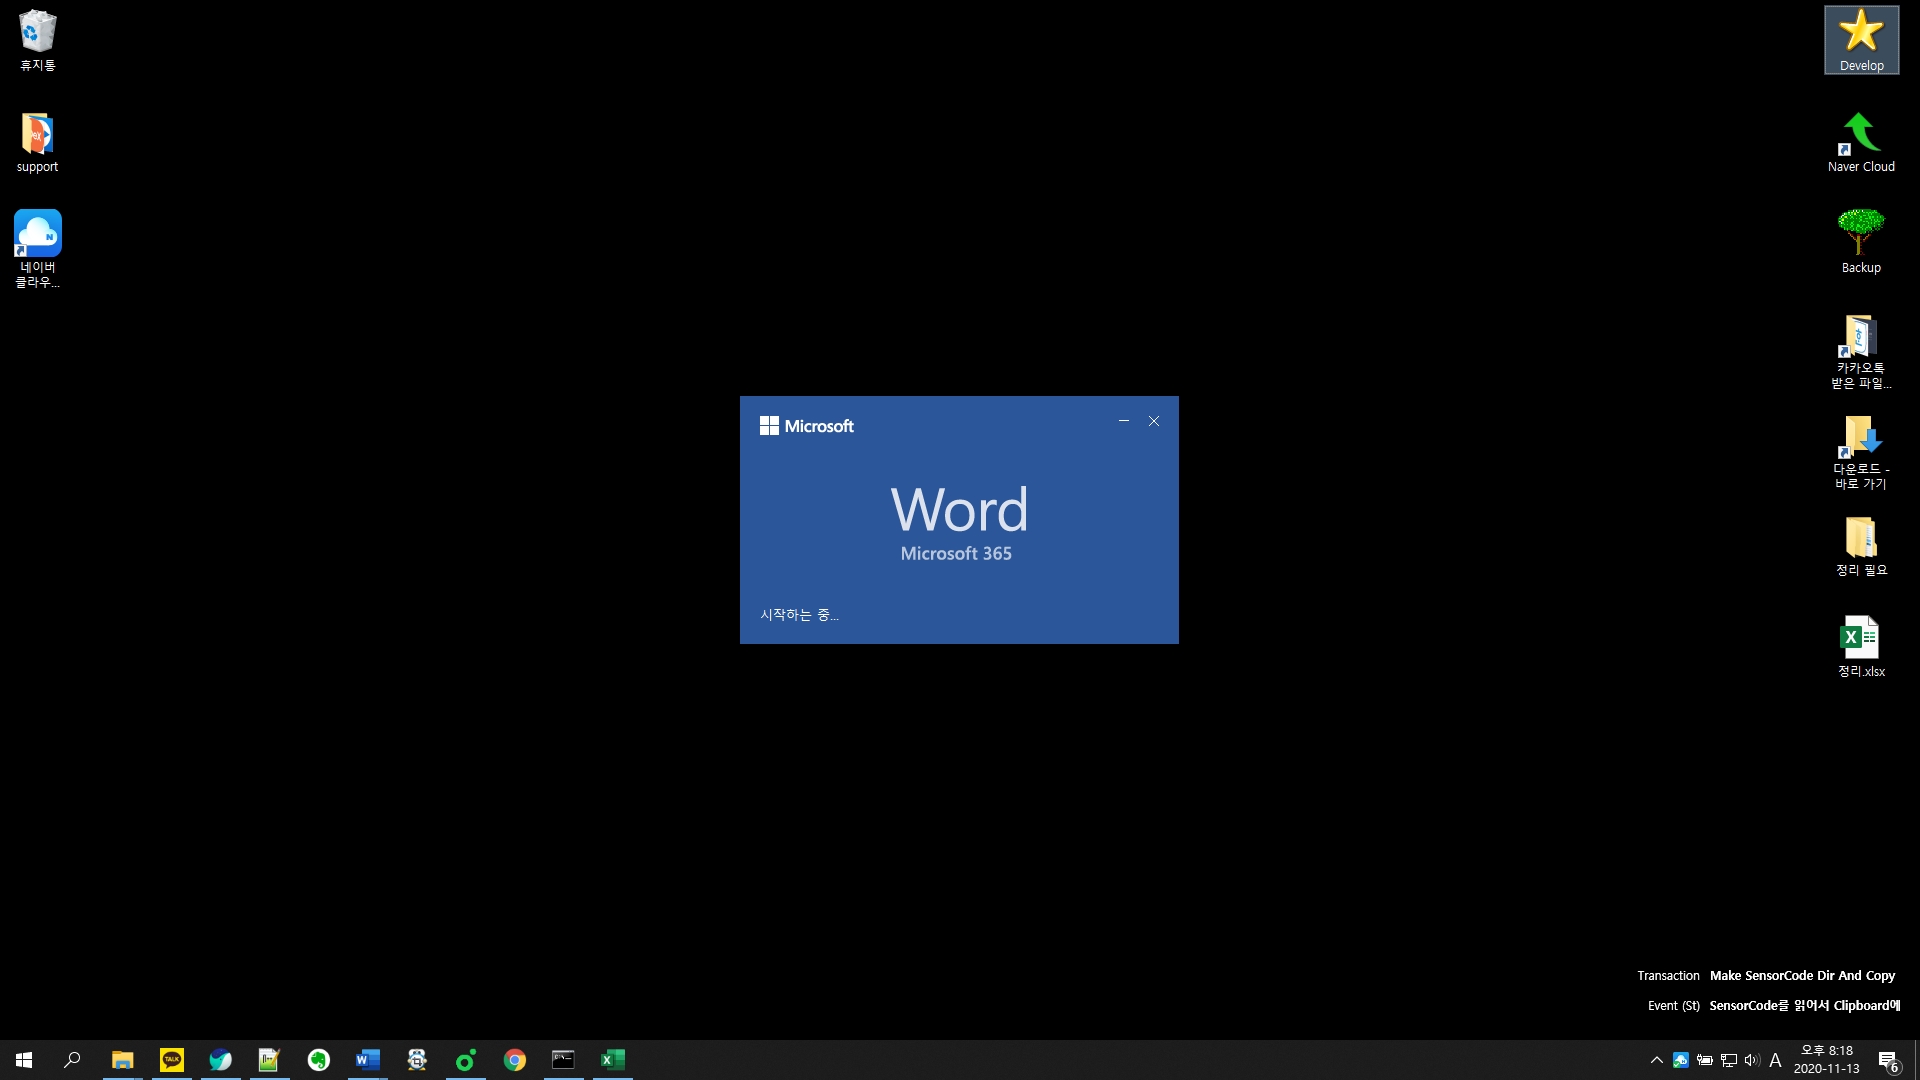 휴지통
support
네이버
클라우...
Microsoft
Word
Microsoft 365
시작하는 중...
Develop
Naver Cloud
Backup
카카오톡
받은 파일...
다운로드 -
바로 가기
정리 필요
정리.xlsx
Transaction Make SensorCode Dir And Copy
Event (St) SensorCode를 읽어서 Clipboard에
TALK
W
X
A
오후 8:18
2020-11-13
6